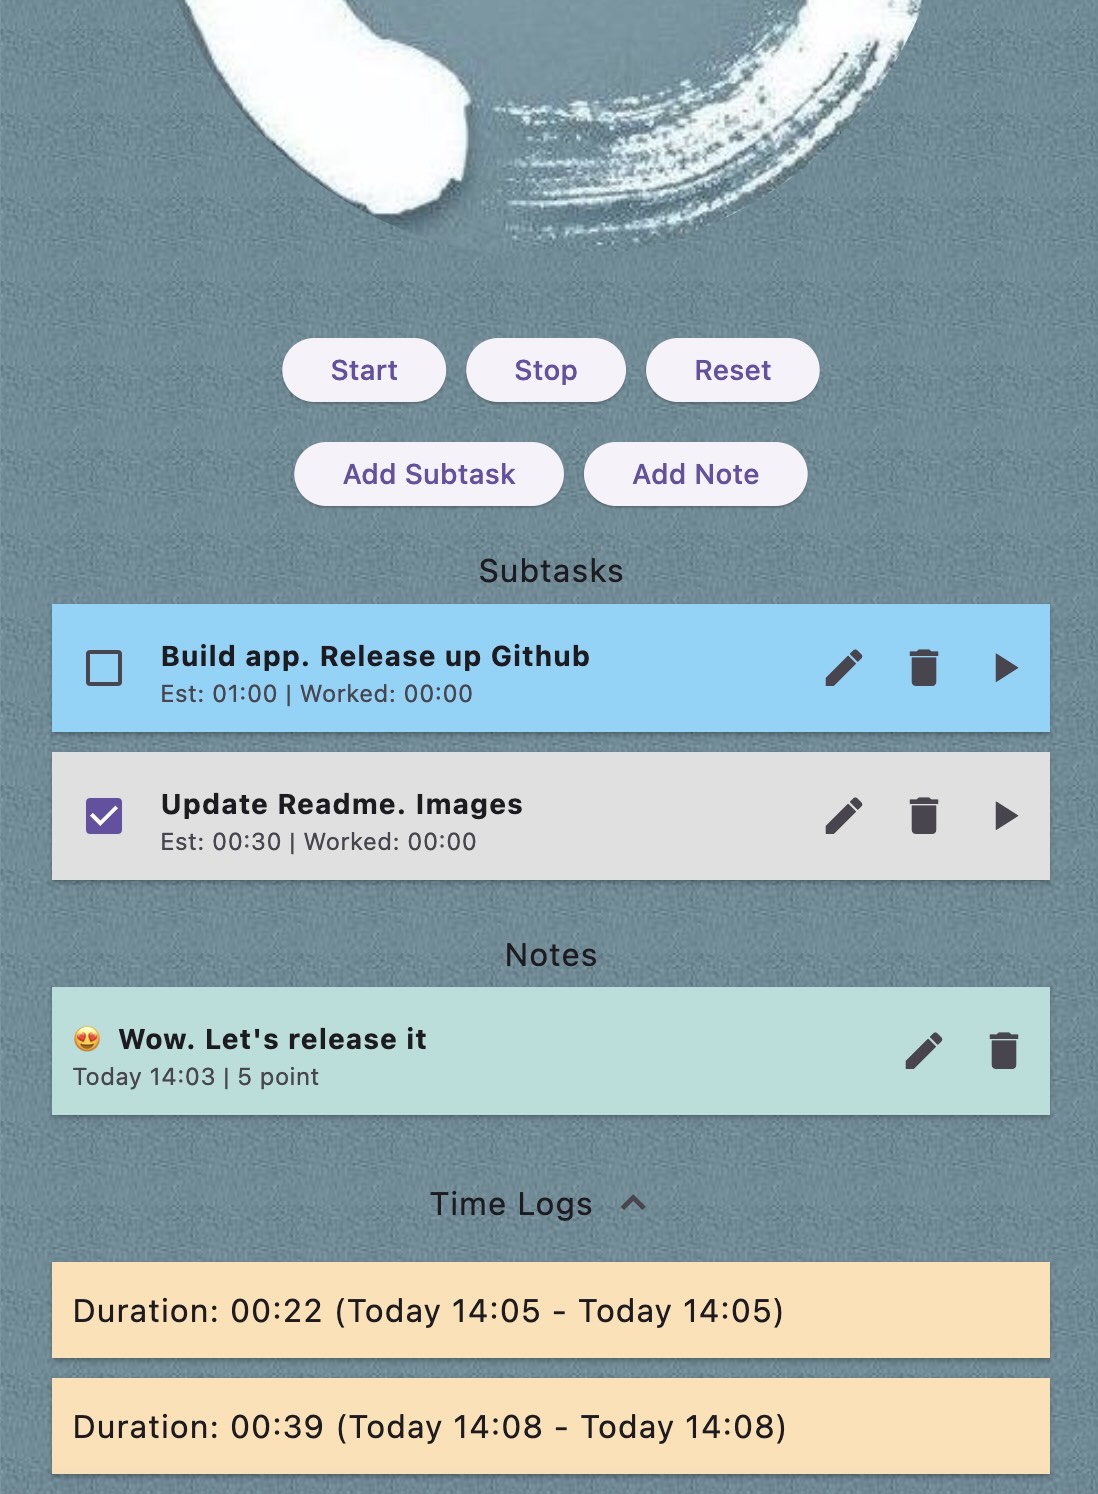 Start Stop Reset
Add Subtask Add Note
Subtasks
Build app. Release up Github
Est: 01:00 | Worked: 00:00
Update Readme. Images
Est: 00:30 | Worked: 00:00
Notes
😍 Wow. Let's release it
Today 14:03 | 5 point
Time Logs
Duration: 00:22 (Today 14:05 - Today 14:05)
Duration: 00:39 (Today 14:08 - Today 14:08)